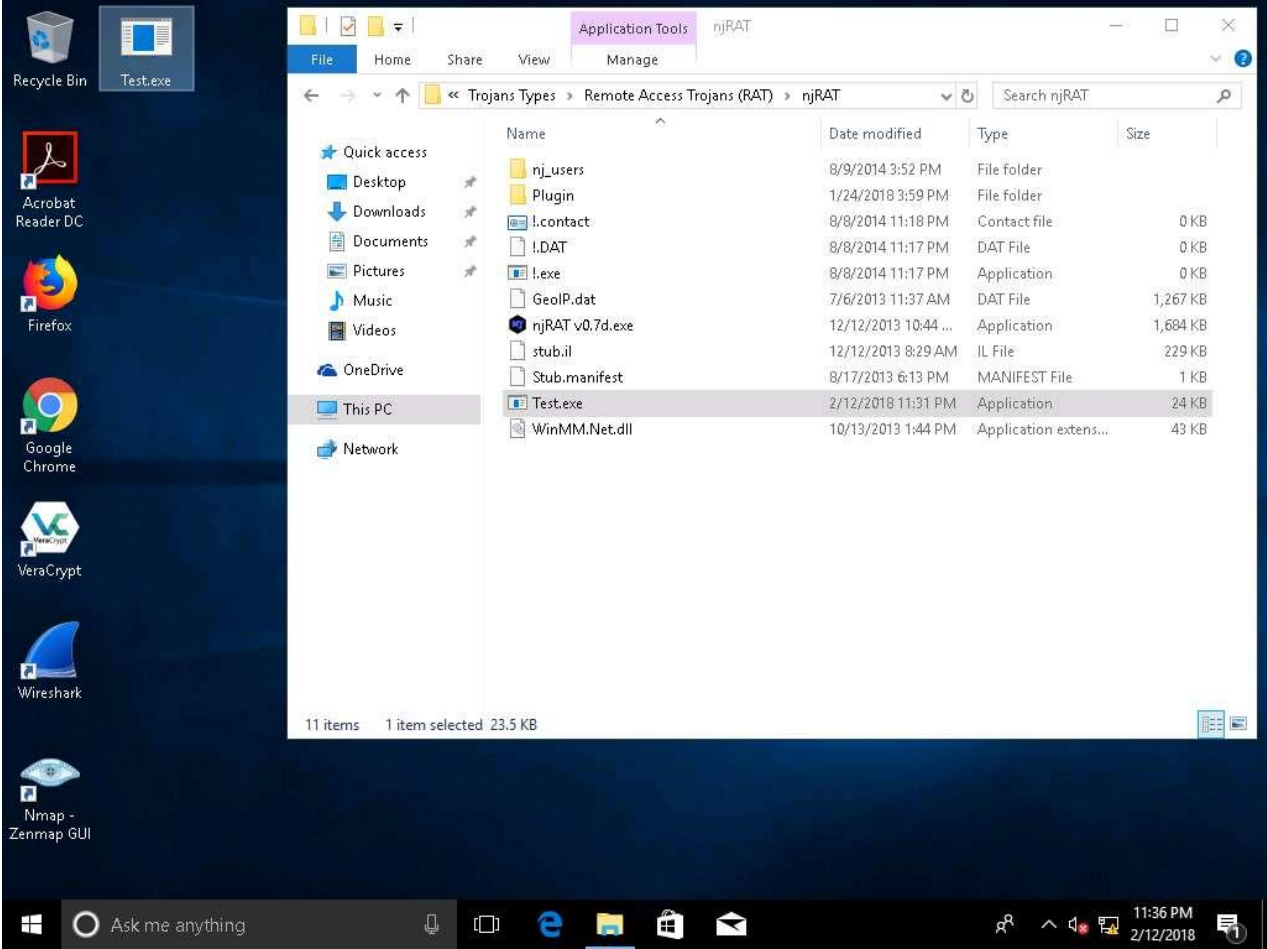 Recycle Bin
Test.exe
Acrobat
Reader DC
Firefox
Google
Chrome
VeraCrypt
VeraCrypt
Wireshark
Nmap -
Zenmap GUI
Application Tools njRAT
File Home Share View Manage
« Trojans Types › Remote Access Trojans (RAT) › njRAT Search njRAT
Quick access
Desktop
Downloads
Documents
Pictures
Music
Videos
OneDrive
This PC
Network
Name Date modified Type Size
nj_users 8/9/2014 3:52 PM File folder
Plugin 1/24/2018 3:59 PM File folder
!.contact 8/8/2014 11:18 PM Contact file 0 KB
!.DAT 8/8/2014 11:17 PM DAT File 0 KB
!.exe 8/8/2014 11:17 PM Application 0 KB
GeoIP.dat 7/6/2013 11:37 AM DAT File 1,267 KB
njRAT v0.7d.exe 12/12/2013 10:44 ... Application 1,684 KB
stub.il 12/12/2013 8:29 AM IL File 229 KB
Stub.manifest 8/17/2013 6:13 PM MANIFEST File 1 KB
Test.exe 2/12/2018 11:31 PM Application 24 KB
WinMM.Net.dll 10/13/2013 1:44 PM Application extens... 43 KB
11 items 1 item selected 23.5 KB
Ask me anything
11:36 PM
2/12/2018
1